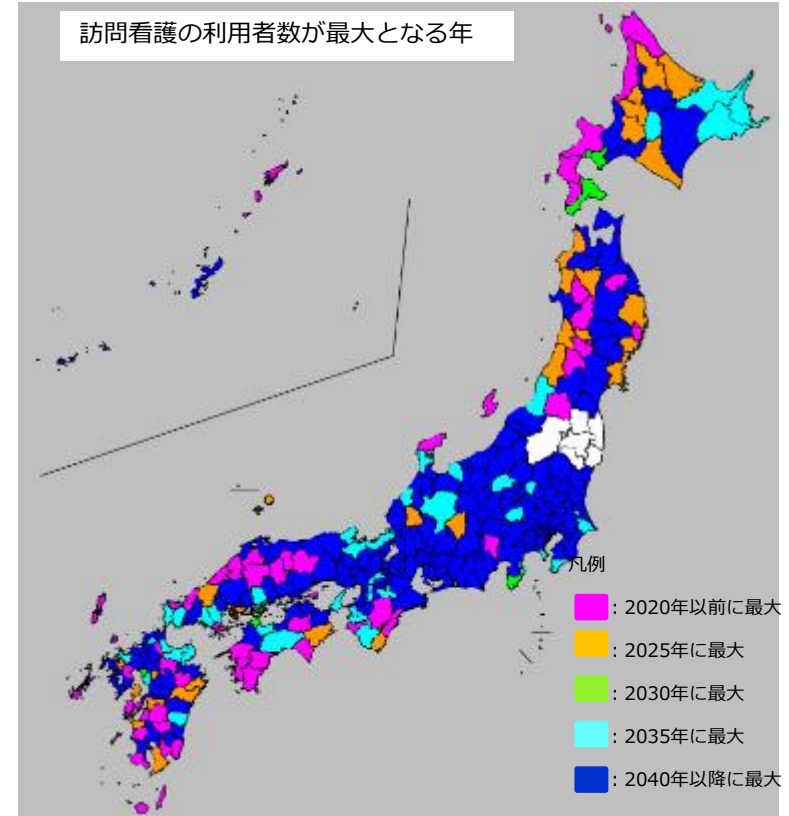 訪問看護の利用者数が最大となる年
凡例
：2020年以前に最大
：2025年に最大
：2030年に最大
：2035年に最大
：2040年以降に最大